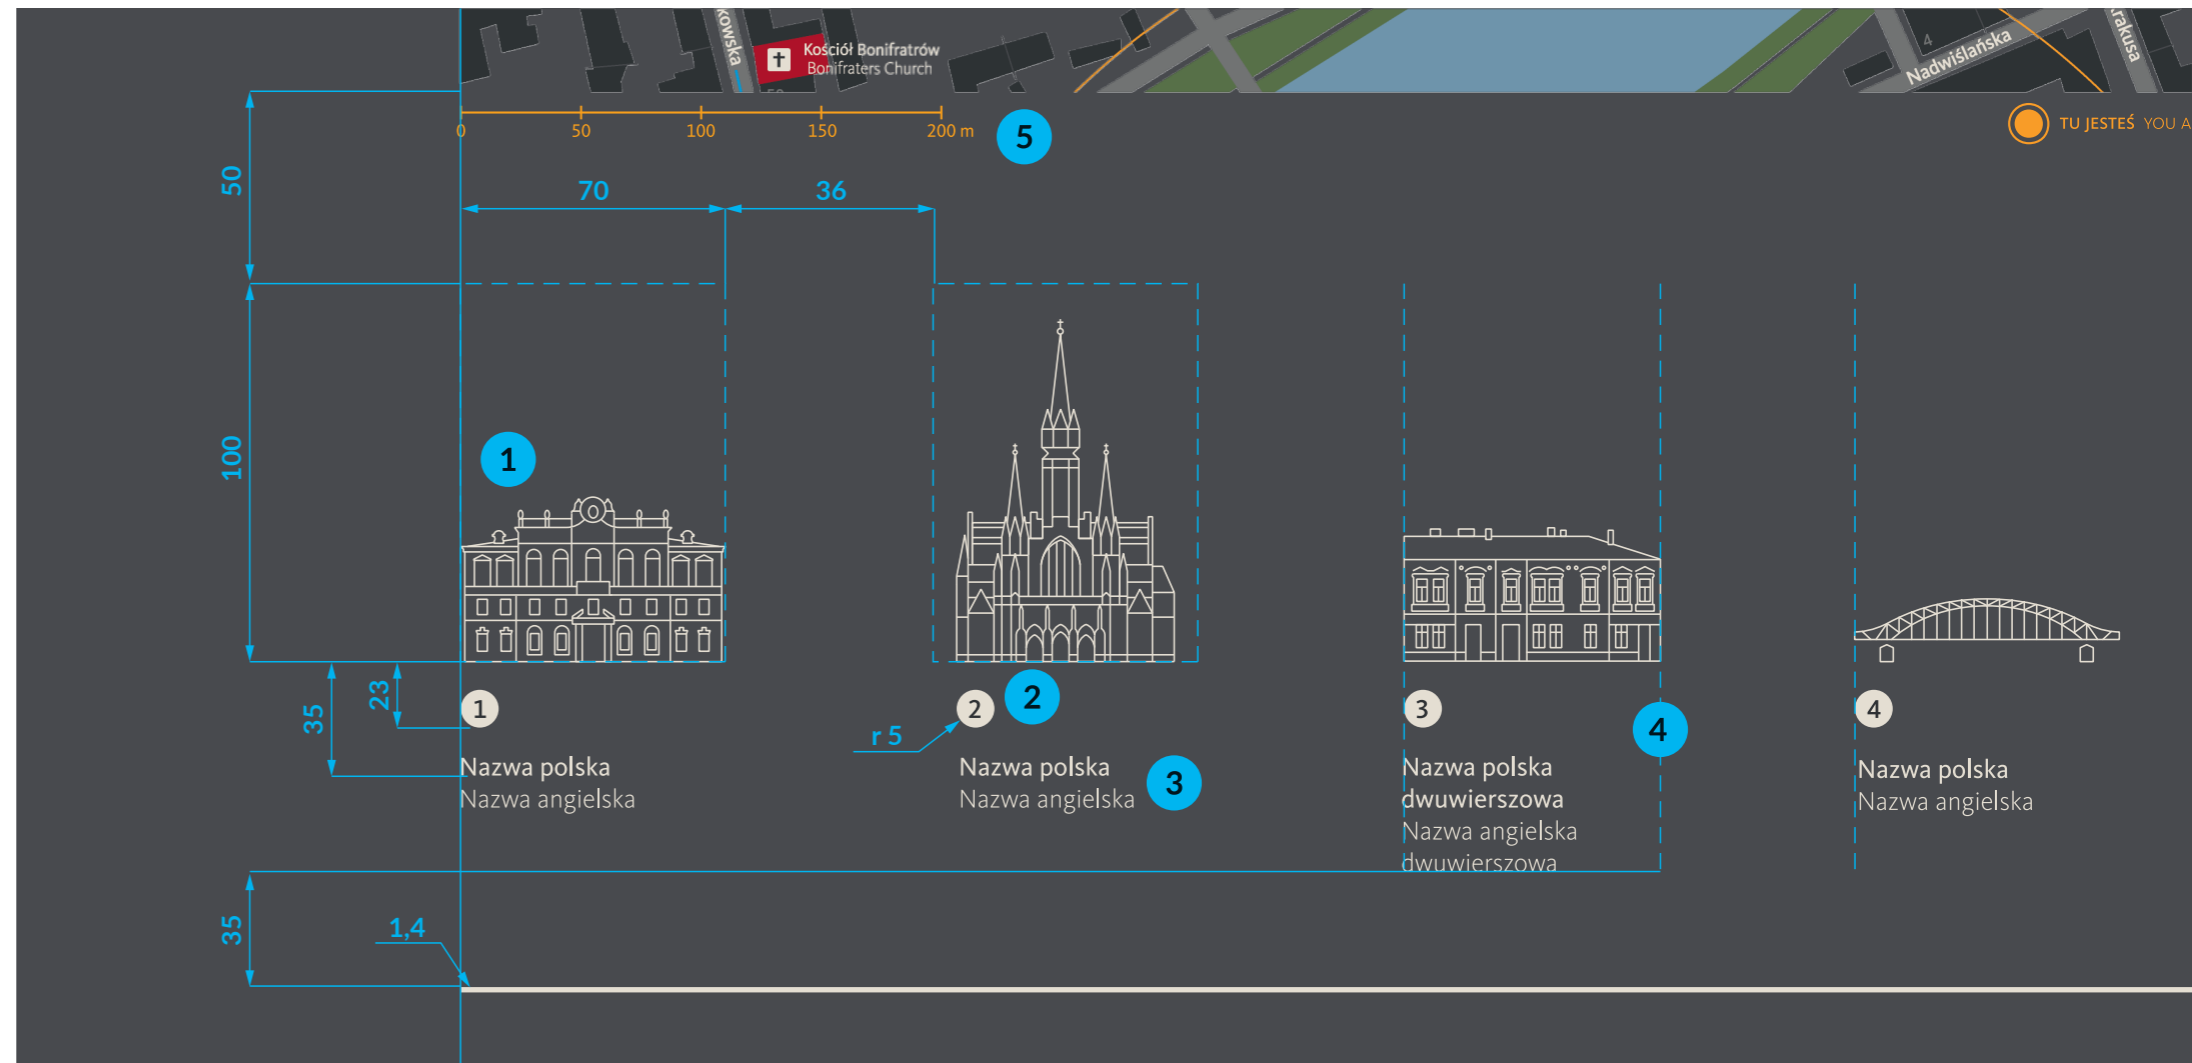 kowska
Kościół Bonifratrów
Bonifraters Church
4
Nadwiślańska
rakusa
0 50 100 150 200 m
5
TU JESTEŚ YOU A
50
70 36
100
1
35
23
1 2 2 3 4 4
r 5
Nazwa polska
Nazwa angielska
Nazwa polska
Nazwa angielska
3
Nazwa polska
dwuwierszowa
Nazwa angielska
dwuwierszowa
Nazwa polska
Nazwa angielska
35
1,4